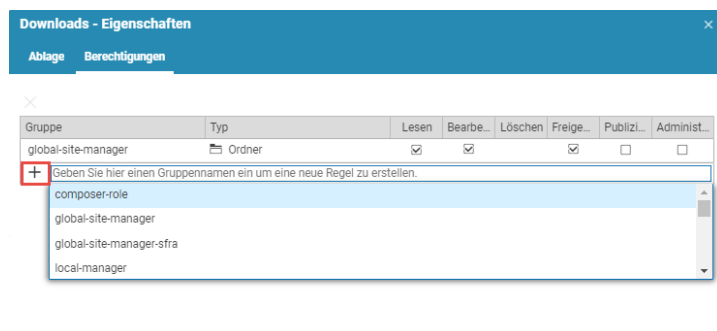 Downloads - Eigenschaften
Ablage Berechtigungen
Gruppe Typ Lesen Bearbe... Löschen Freige... Publizi... Administ...
global-site-manager Ordner
Geben Sie hier einen Gruppennamen ein um eine neue Regel zu erstellen.
composer-role
global-site-manager
global-site-manager-sfra
local-manager